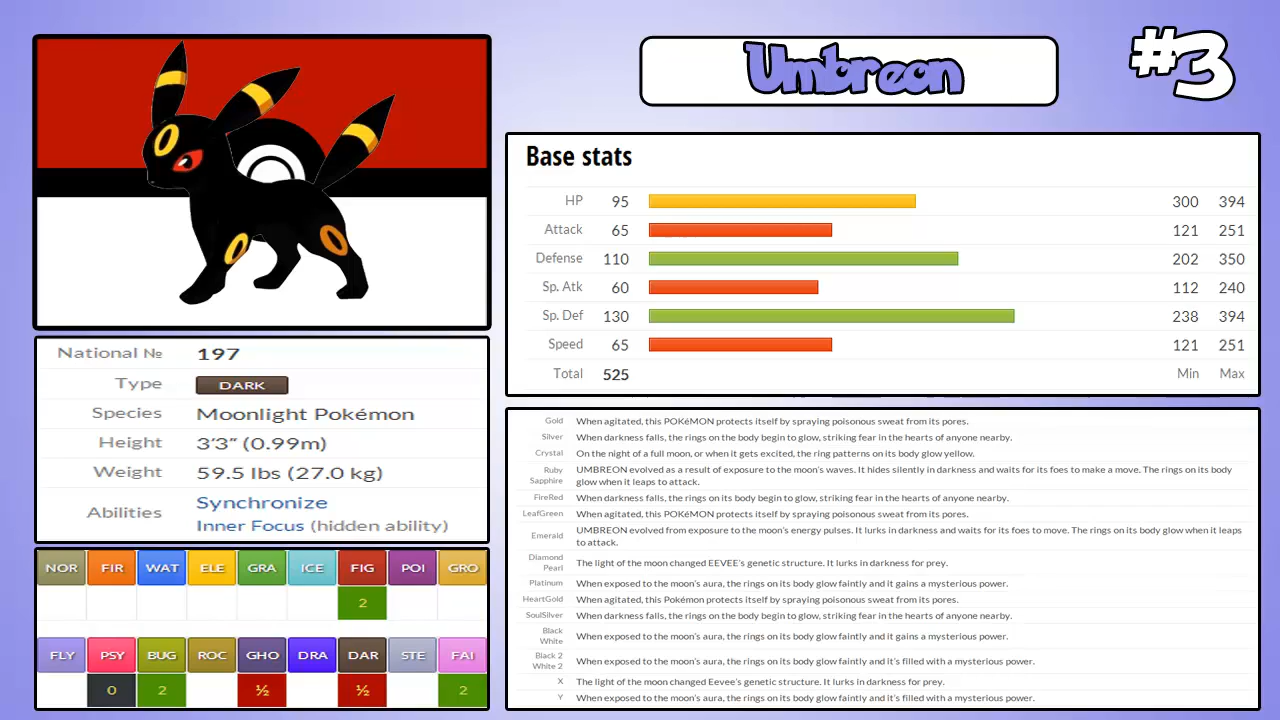 Umbreon
#3
Base stats
HP 95 300 394
Attack 65 121 251
Defense 110 202 350
Sp. Atk 60 112 240
Sp. Def 130 238 394
Speed 65 121 251
Total 525 Min Max
National № 197
Type DARK
Species Moonlight Pokémon
Height 3'3" (0.99m)
Weight 59.5 lbs (27.0 kg)
Abilities Synchronize
Inner Focus (hidden ability)
NOR FIR WAT ELE GRA ICE FIG POI GRO
2
FLY PSY BUG ROC GHO DRA DAR STE FAI
0 2 ½ ½ 2
Gold When agitated, this POKéMON protects itself by spraying poisonous sweat from its pores.
Silver When darkness falls, the rings on the body begin to glow, striking fear in the hearts of anyone nearby.
Crystal On the night of a full moon, or when it gets excited, the ring patterns on its body glow yellow.
Ruby UMBREON evolved as a result of exposure to the moon's waves. It hides silently in darkness and waits for its foes to make a move. The rings on its body
Sapphire glow when it leaps to attack.
FireRed When darkness falls, the rings on its body begin to glow, striking fear in the hearts of anyone nearby.
LeafGreen When agitated, this POKéMON protects itself by spraying poisonous sweat from its pores.
Emerald UMBREON evolved from exposure to the moon's energy pulses. It lurks in darkness and waits for its foes to move. The rings on its body glow when it leaps
to attack.
Diamond
Pearl The light of the moon changed EEVEE's genetic structure. It lurks in darkness for prey.
Platinum When exposed to the moon's aura, the rings on its body glow faintly and it gains a mysterious power.
HeartGold When agitated, this Pokémon protects itself by spraying poisonous sweat from its pores.
SoulSilver When darkness falls, the rings on the body begin to glow, striking fear in the hearts of anyone nearby.
Black
White When exposed to the moon's aura, the rings on its body glow faintly and it gains a mysterious power.
Black 2
White 2 When exposed to the moon's aura, the rings on its body glow faintly and it's filled with a mysterious power.
X The light of the moon changed Eevee's genetic structure. It lurks in darkness for prey.
Y When exposed to the moon's aura, the rings on its body glow faintly and it's filled with a mysterious power.